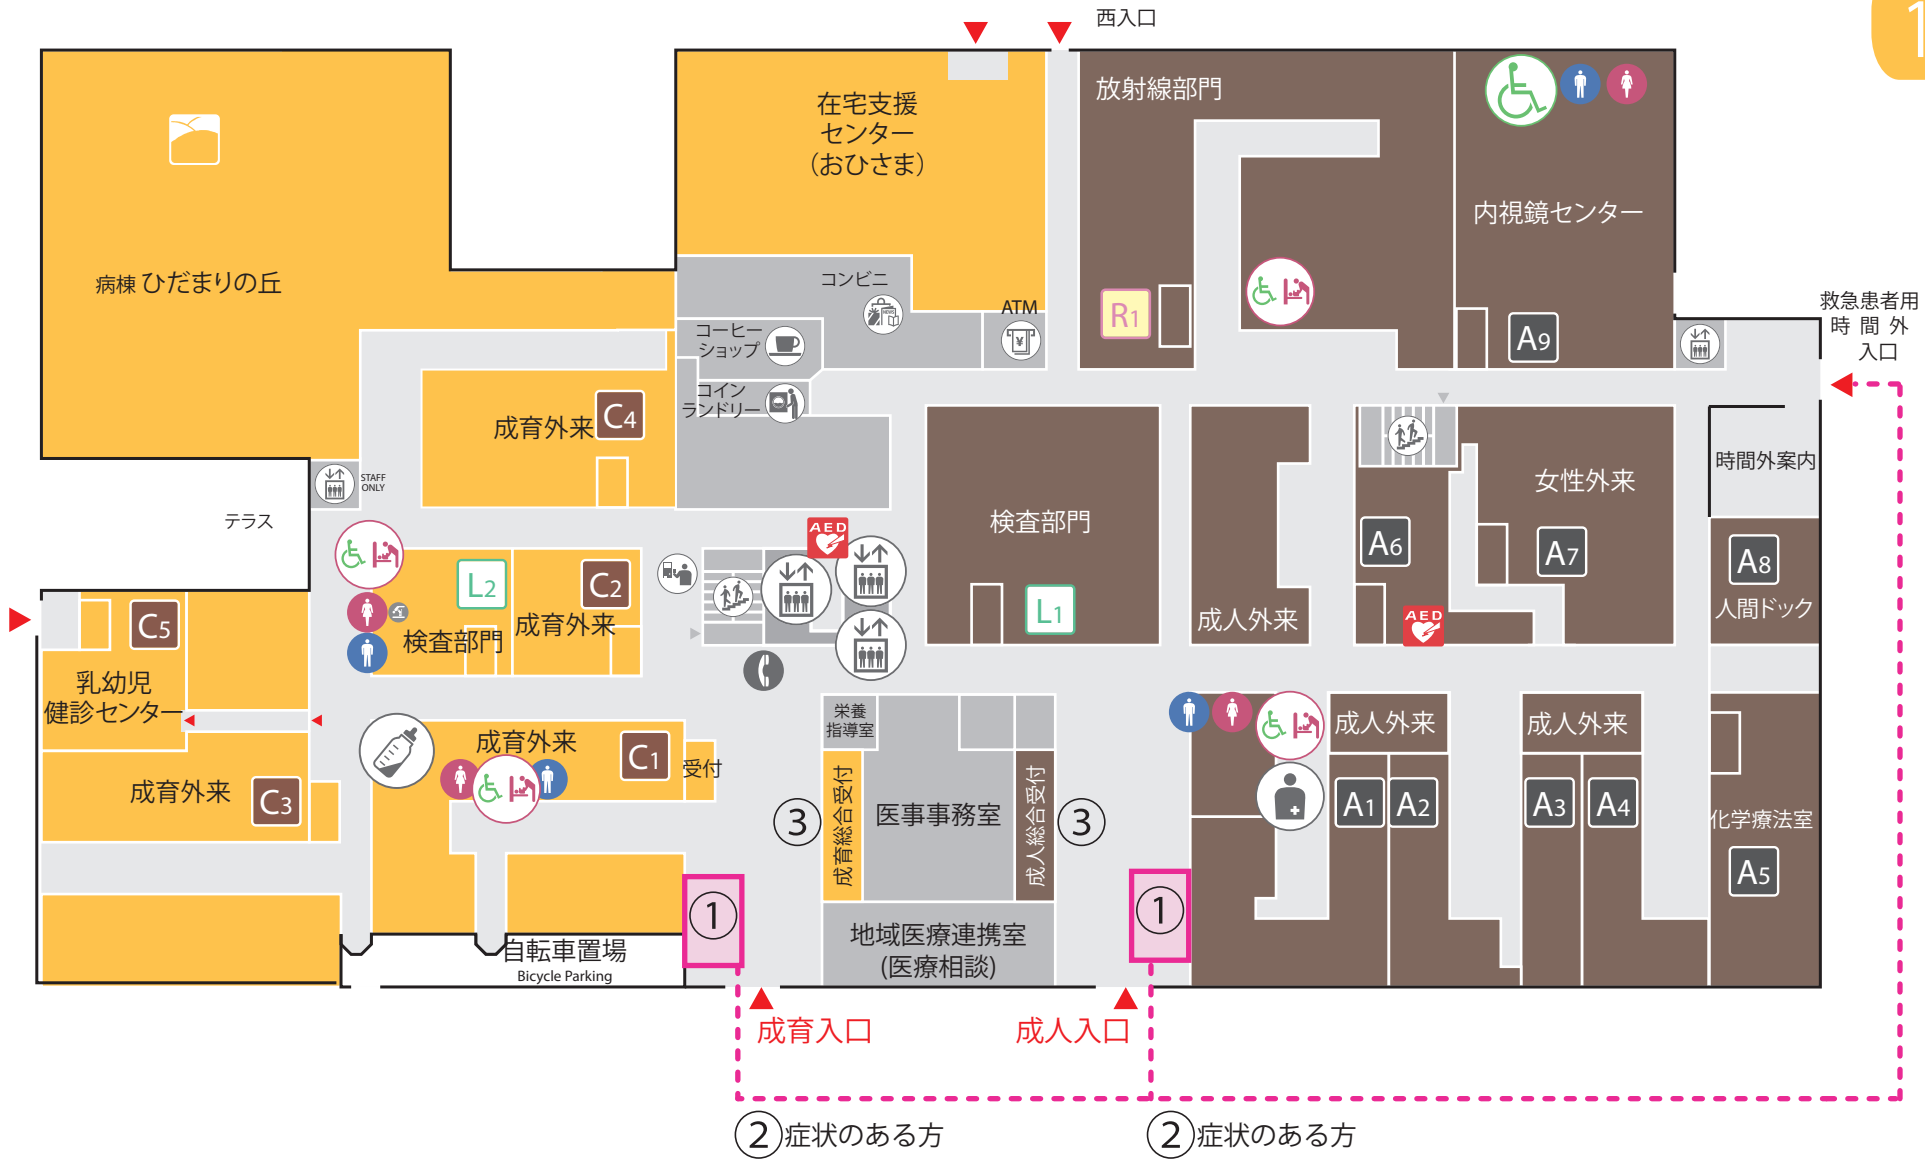 西入口
1
放射線部門
在宅支援
センター
(おひさま)
内視鏡センター
病棟 ひだまりの丘
コンビニ
NEWS
ATM
¥
R1
コーヒー
ショップ
A9
救急患者用
時 間 外
入口
コイン
ランドリー
成育外来
C4
STAFF
ONLY
時間外案内
女性外来
テラス
検査部門
AED
A6
A7
A8
L2
C2
L1
人間ドック
C5
検査部門
成育外来
成人外来
AED
乳幼児
健診センター
栄養
指導室
成人外来
成人外来
成育外来
C1
受付
成育外来
C3
③
成育総合受付
医事事務室
成人総合受付
③
A1
A2
A3
A4
化学療法室
A5
①
①
自転車置場
Bicycle Parking
地域医療連携室
(医療相談)
成育入口
成人入口
②症状のある方
②症状のある方